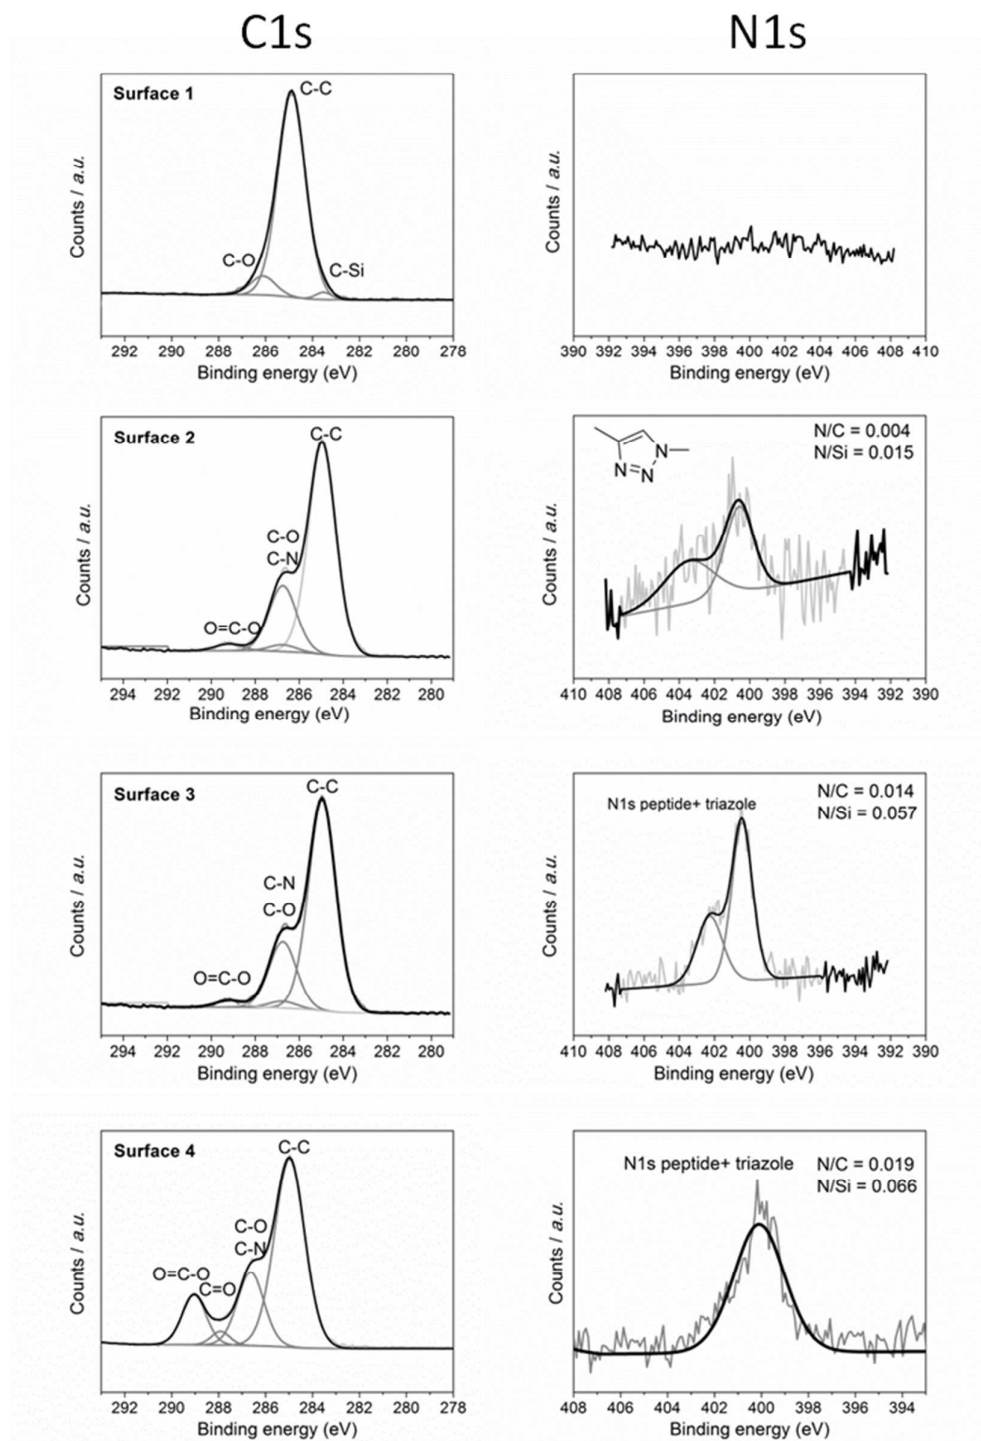 C1s
N1s
Surface 1
C-C
C-O
C-Si
Counts / a.u.
292 290 288 286 284 282 280 278
Binding energy (eV)
Counts / a.u.
390 392 394 396 398 400 402 404 406 408 410
Binding energy (eV)
Surface 2
C-C
C-O
C-N
O=C-O
Counts / a.u.
294 292 290 288 286 284 282 280
Binding energy (eV)
N/C = 0.004
N/Si = 0.015
N
N=N
Counts / a.u.
410 408 406 404 402 400 398 396 394 392 390
Binding energy (eV)
Surface 3
C-C
C-N
C-O
O=C-O
Counts / a.u.
294 292 290 288 286 284 282 280
Binding energy (eV)
N/C = 0.014
N1s peptide+ triazole
N/Si = 0.057
Counts / a.u.
410 408 406 404 402 400 398 396 394 392 390
Binding energy (eV)
Surface 4
C-C
C-O
C-N
O=C-O
C=O
Counts / a.u.
292 290 288 286 284 282 280 278
Binding energy (eV)
N1s peptide+ triazole
N/C = 0.019
N/Si = 0.066
Counts / a.u.
408 406 404 402 400 398 396 394
Binding energy (eV)